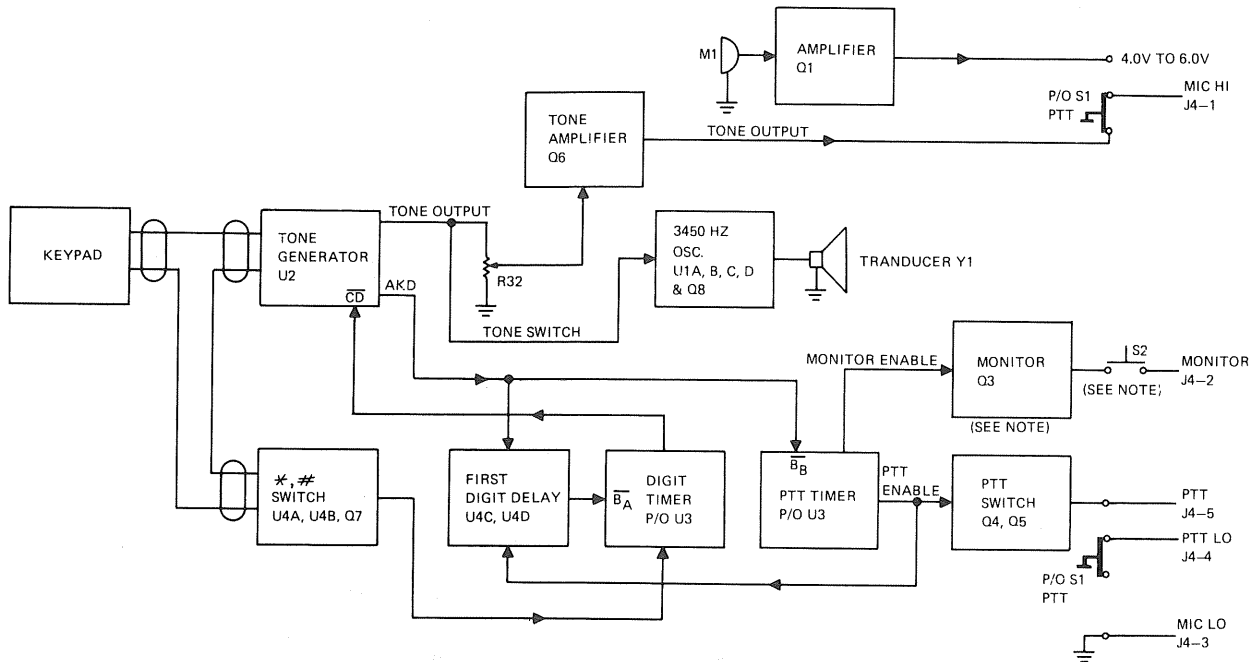 M1
AMPLIFIER
Q1
4.0V TO 6.0V
P/O S1
PTT
MIC HI
J4-1
TONE
AMPLIFIER
Q6
TONE OUTPUT
KEYPAD
TONE
GENERATOR
U2
CD
TONE OUTPUT
AKD
R32
3450 HZ
OSC.
U1A, B, C, D
& Q8
TRANDUCER Y1
TONE SWITCH
MONITOR ENABLE
MONITOR
Q3
(SEE NOTE)
S2
(SEE NOTE)
MONITOR
J4-2
*, #
SWITCH
U4A, U4B, Q7
FIRST
DIGIT DELAY
U4C, U4D
BA
DIGIT
TIMER
P/O U3
BB
PTT TIMER
P/O U3
PTT
ENABLE
PTT
SWITCH
Q4, Q5
PTT
J4-5
PTT LO
J4-4
P/O S1
PTT
MIC LO
J4-3